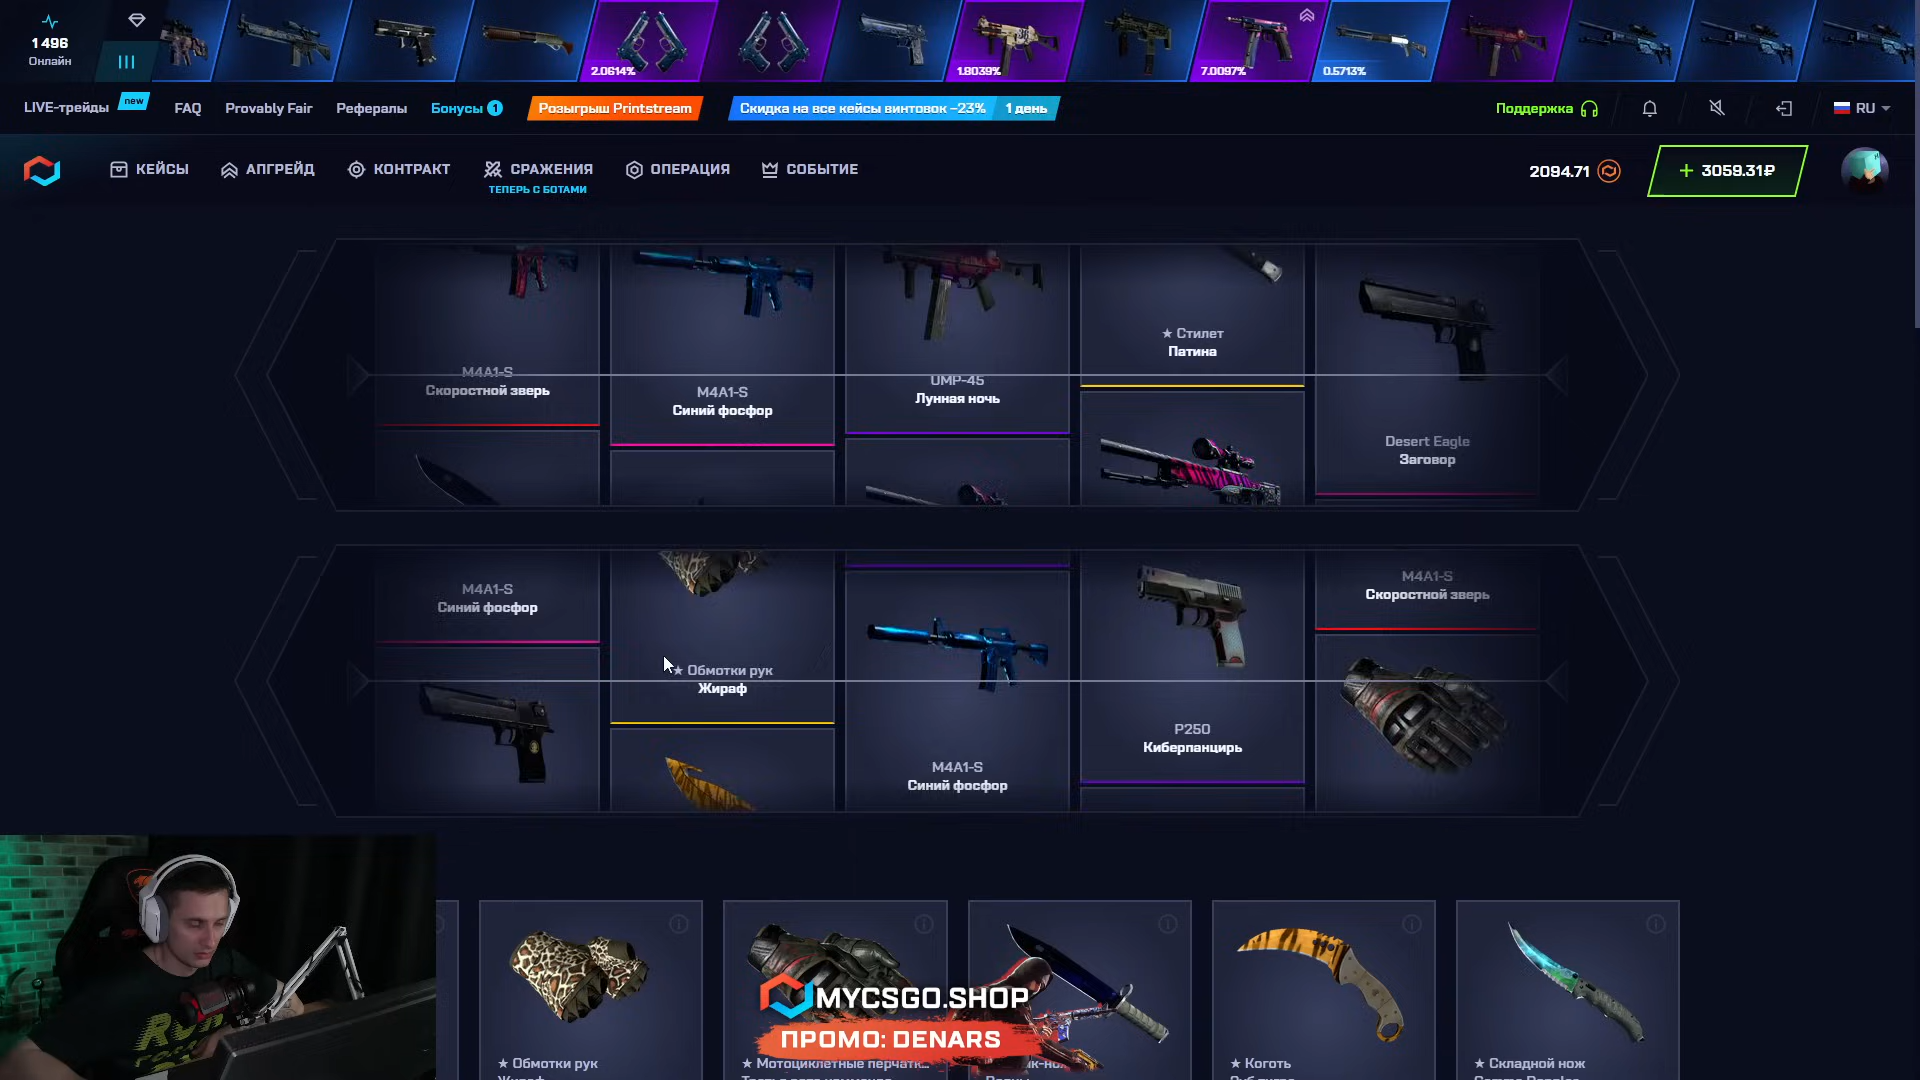 1 496
Онлайн
2.0614%
1.8039%
7.0097%
0.5713%
LIVE-трейды
new
FAQ
Provably Fair
Рефералы
Бонусы 1
Розыгрыш Printstream
Скидка на все кейсы винтовок −23%
1 день
Поддержка
RU
КЕЙСЫ
АПГРЕЙД
КОНТРАКТ
СРАЖЕНИЯ
ТЕПЕРЬ С БОТАМИ
ОПЕРАЦИЯ
СОБЫТИЕ
2094.71
+ 3059.31₽
M4A1-S
Скоростной зверь
M4A1-S
Синий фосфор
UMP-45
Лунная ночь
★ Стилет
Патина
Desert Eagle
Заговор
M4A1-S
Синий фосфор
★ Обмотки рук
Жираф
M4A1-S
Синий фосфор
P250
Киберпанцирь
M4A1-S
Скоростной зверь
★ Обмотки рук
★ Мотоциклетные перчатк...
★ Коготь
★ Складной нож
MYCSGO.SHOP
ПРОМО: DENARS